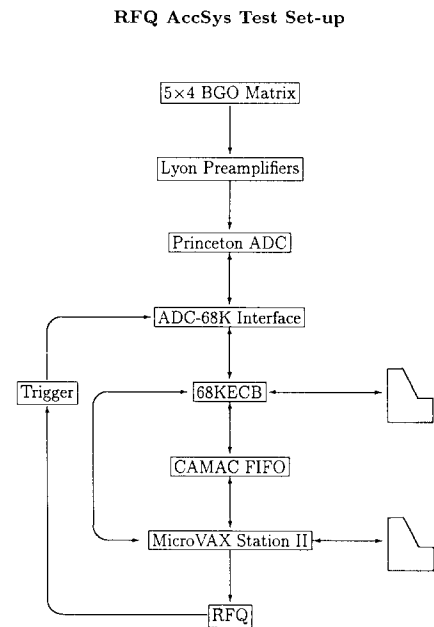 RFQ AccSys Test Set-up
5×4 BGO Matrix
Lyon Preamplifiers
Princeton ADC
ADC-68K Interface
Trigger
68KECB
CAMAC FIFO
MicroVAX Station II
RFQ